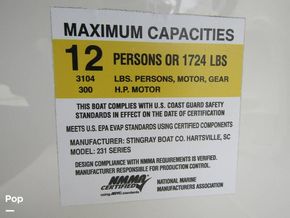 MAXIMUM CAPACITIES
12 PERSONS OR 1724 LBS
3104 LBS. PERSONS, MOTOR, GEAR
300 H.P. MOTOR
THIS BOAT COMPLIES WITH U.S. COAST GUARD SAFETY
STANDARDS IN EFFECT ON THE DATE OF CERTIFICATION
MEETS U.S. EPA EVAP STANDARDS USING CERTIFIED COMPONENTS
MANUFACTURER: STINGRAY BOAT CO. HARTSVILLE, SC
MODEL: 231 SERIES
DESIGN COMPLIANCE WITH NMMA REQUIREMENTS IS VERIFIED.
MANUFACTURER RESPONSIBLE FOR PRODUCTION CONTROL.
NMMA
CERTIFIED
using ABYC standards
NATIONAL MARINE
MANUFACTURERS ASSOCIATION
Pop